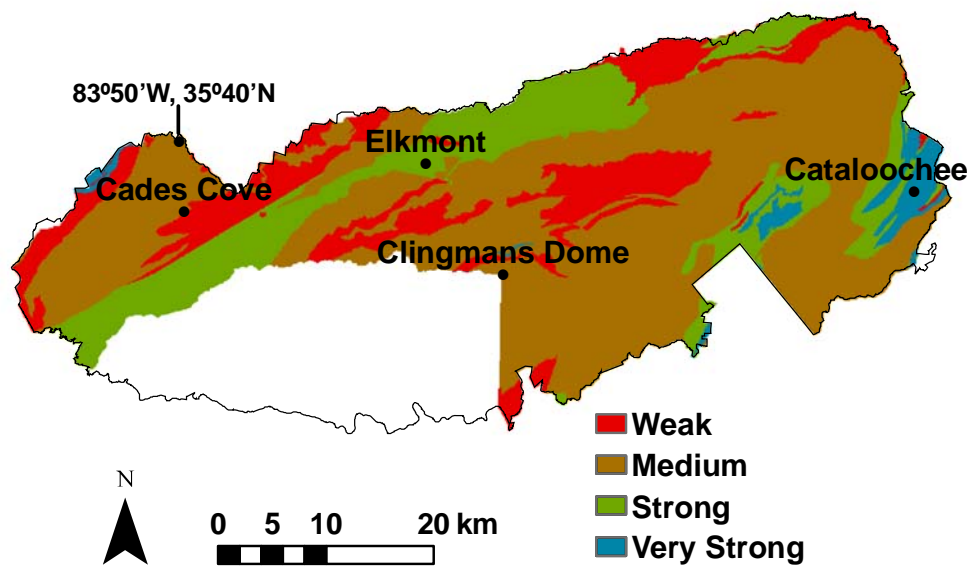 83º50'W, 35º40'N
Elkmont
Cades Cove
Cataloochee
Clingmans Dome
Weak
Medium
Strong
Very Strong
N
0 5 10 20 km